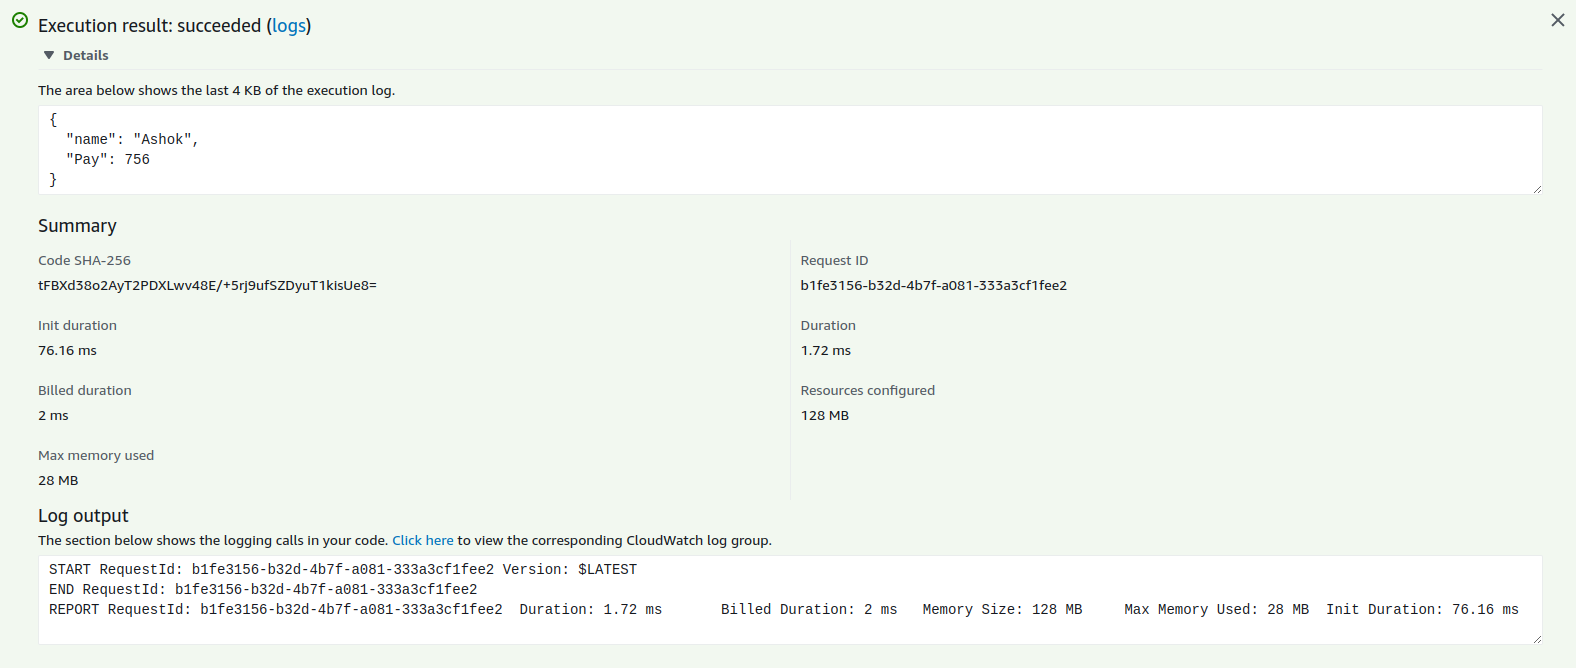 Execution result: succeeded (logs)
Details
The area below shows the last 4 KB of the execution log.
{
"name": "Ashok",
"Pay": 756
}
Summary
Code SHA-256
tFBXd38o2AyT2PDXLwv48E/+5rj9ufSZDyuT1kisUe8=
Request ID
b1fe3156-b32d-4b7f-a081-333a3cf1fee2
Init duration
76.16 ms
Duration
1.72 ms
Billed duration
2 ms
Resources configured
128 MB
Max memory used
28 MB
Log output
The section below shows the logging calls in your code. Click here to view the corresponding CloudWatch log group.
START RequestId: b1fe3156-b32d-4b7f-a081-333a3cf1fee2 Version: $LATEST
END RequestId: b1fe3156-b32d-4b7f-a081-333a3cf1fee2
REPORT RequestId: b1fe3156-b32d-4b7f-a081-333a3cf1fee2 Duration: 1.72 ms Billed Duration: 2 ms Memory Size: 128 MB Max Memory Used: 28 MB Init Duration: 76.16 ms